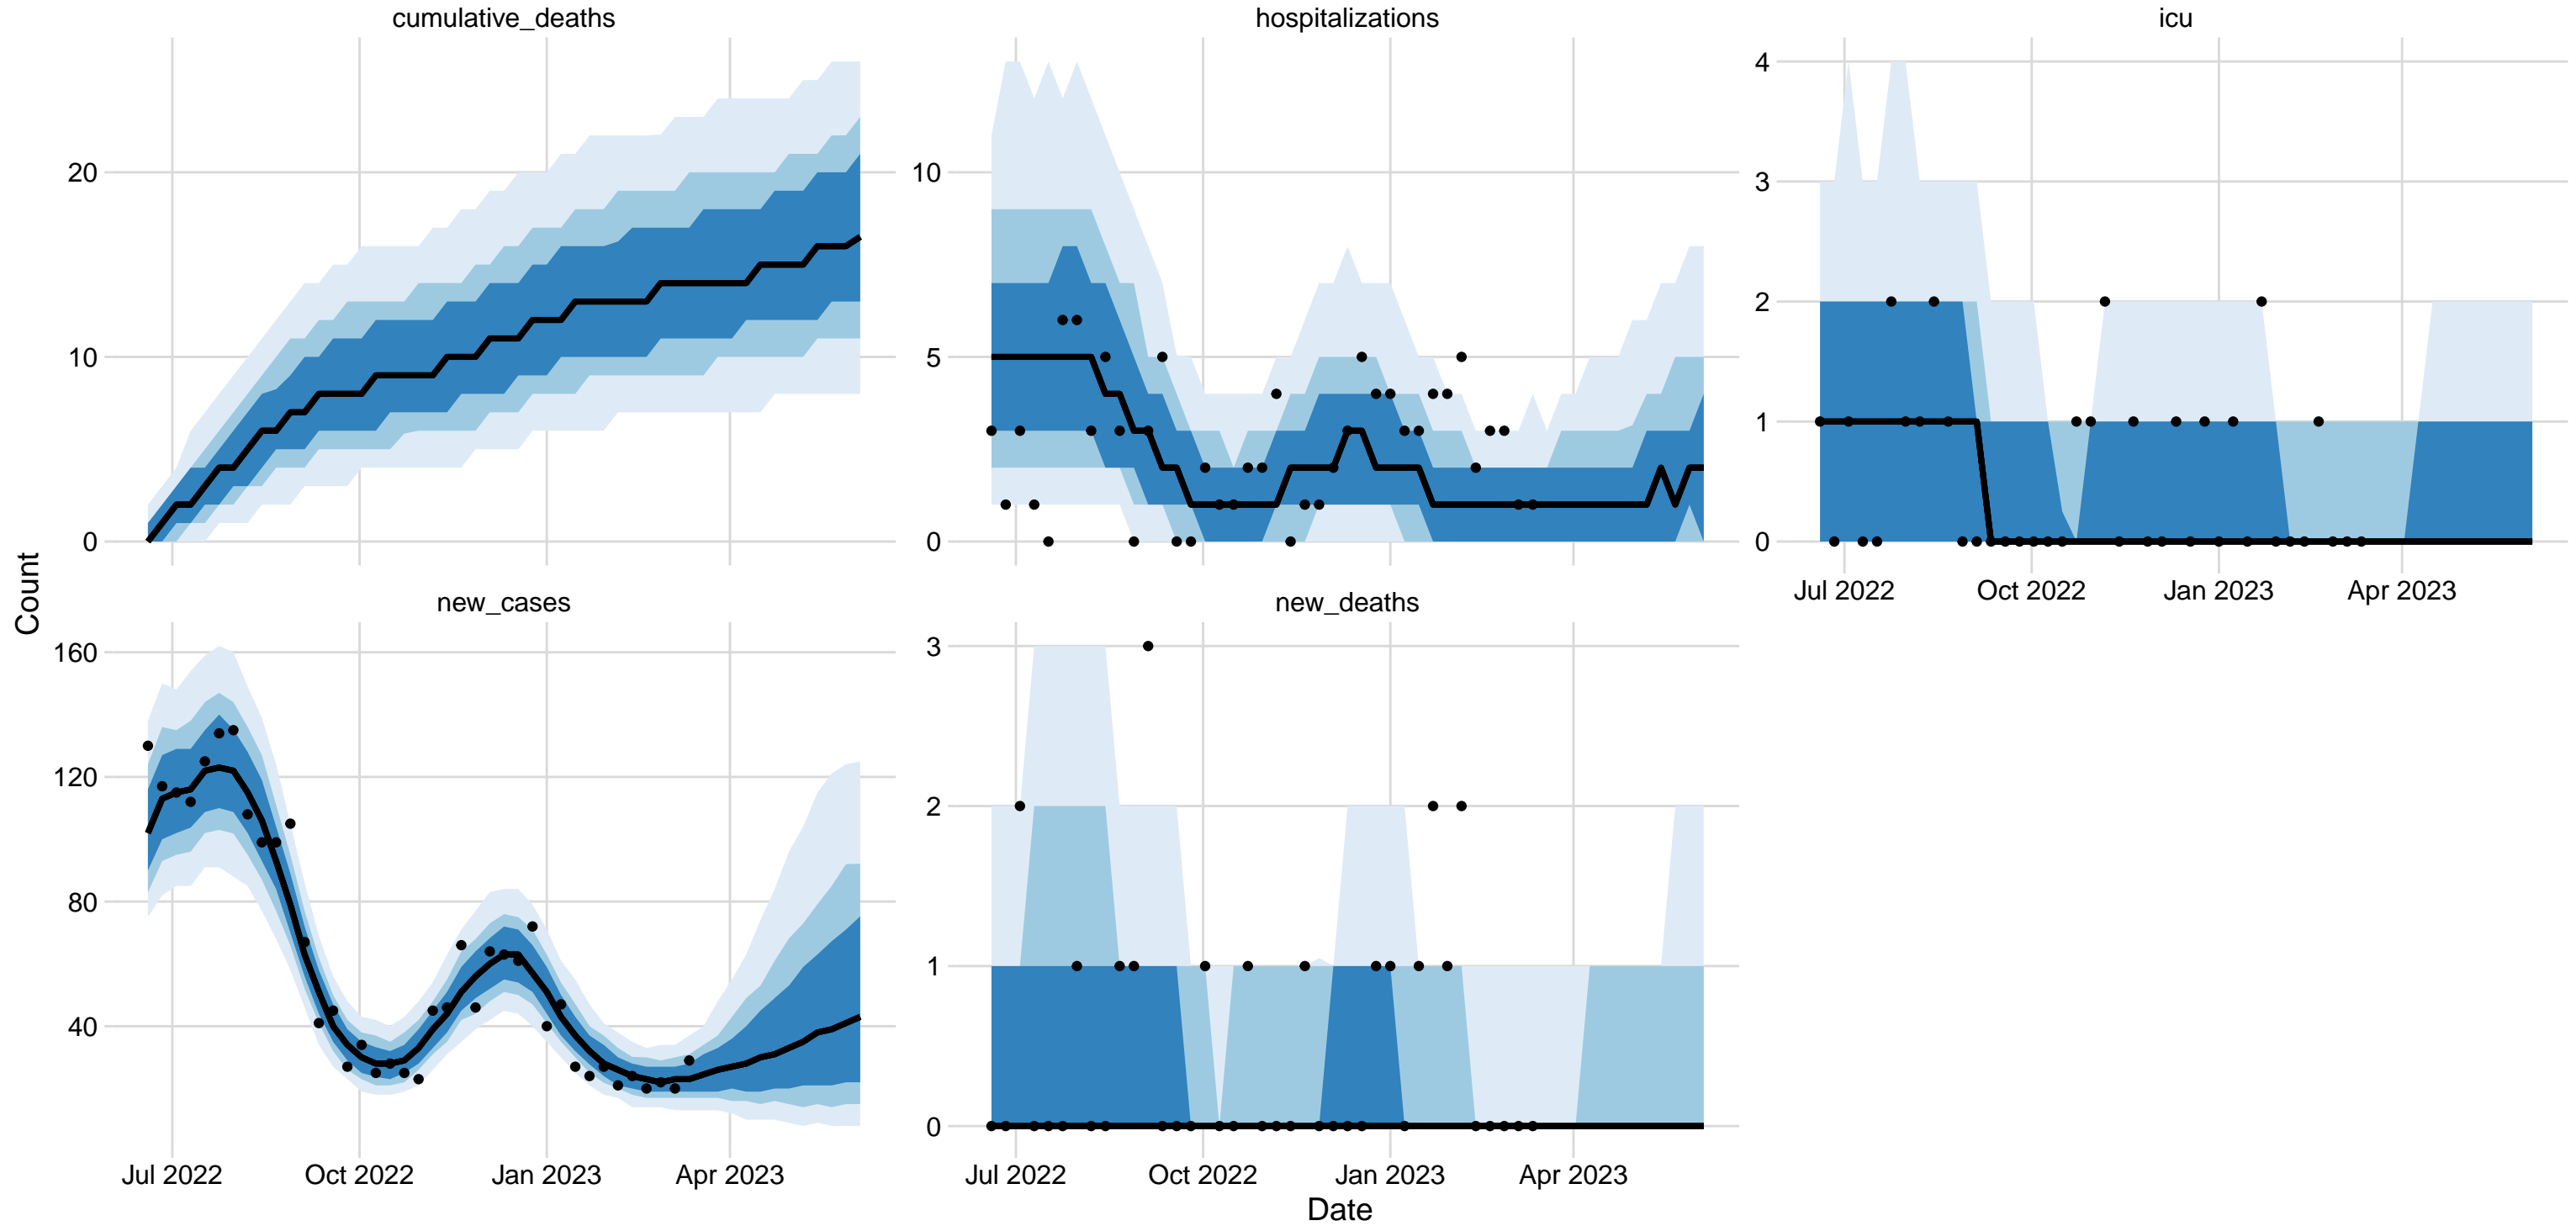 cumulative_deaths
hospitalizations
icu
20
10
0
10
5
0
4
3
2
1
0
Jul 2022 Oct 2022 Jan 2023 Apr 2023
Count
new_cases
new_deaths
160
120
80
40
3
2
1
0
Jul 2022 Oct 2022 Jan 2023 Apr 2023
Jul 2022 Oct 2022 Jan 2023 Apr 2023
Date